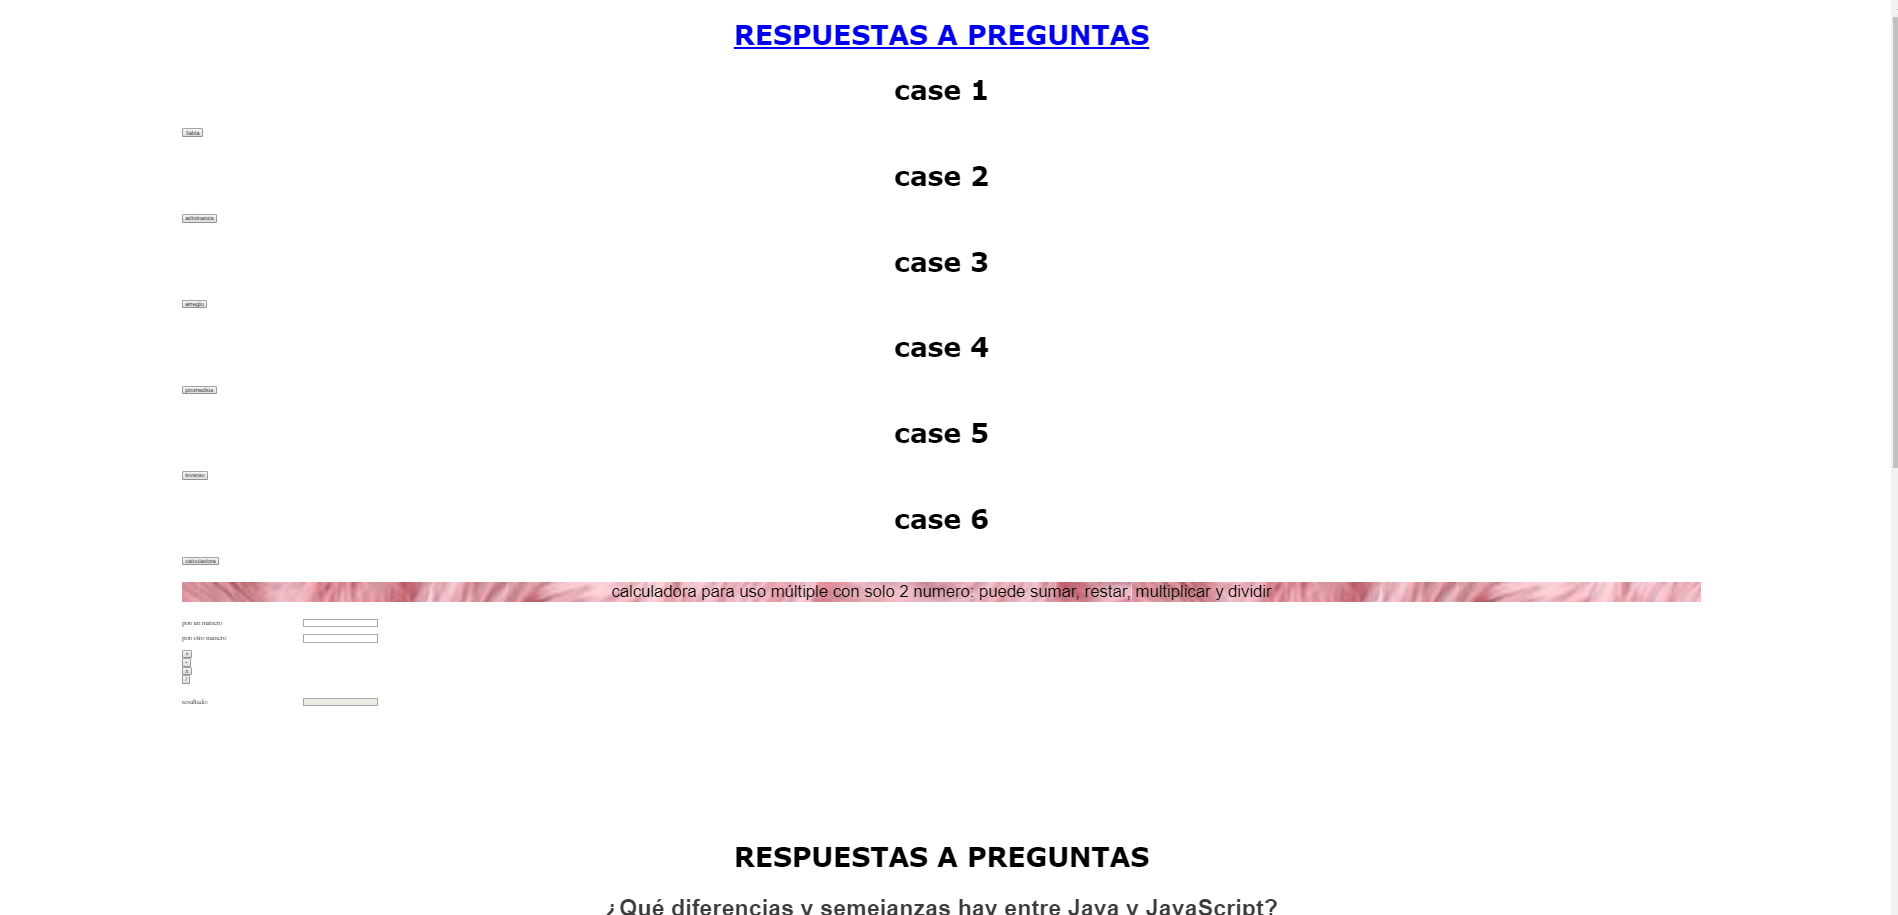 RESPUESTAS A PREGUNTAS
case 1
Tabla
case 2
adivinanza
case 3
arreglo
case 4
promedios
case 5
inverso
case 6
calculadora
calculadora para uso múltiple con solo 2 numero: puede sumar, restar, multiplicar y dividir
pon un numero
pon otro numero
+
-
x
/
resultado:
RESPUESTAS A PREGUNTAS
¿Qué diferencias y semejanzas hay entre Java y JavaScript?